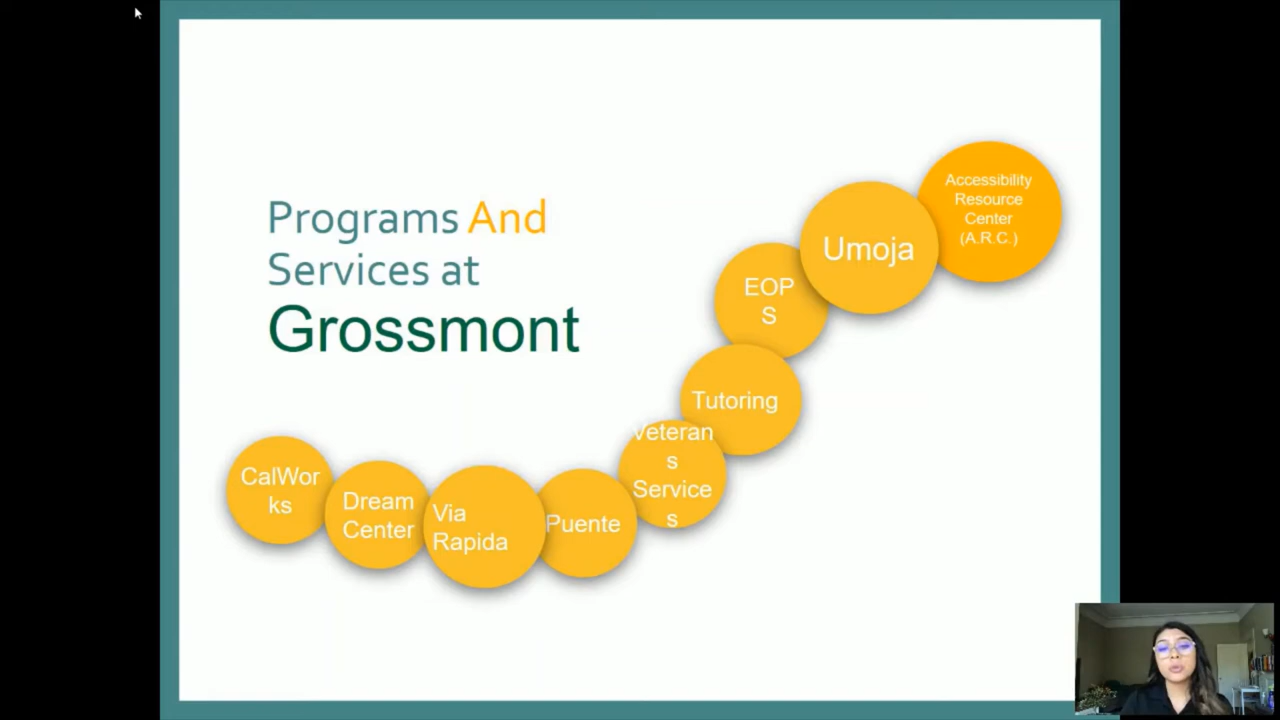 Programs And
Services at
Grossmont
Accessibility
Resource
Center
(A.R.C.)
Umoja
EOP
S
Tutoring
Veteran
s
Service
s
Puente
Via
Rapida
Dream
Center
CalWor
ks